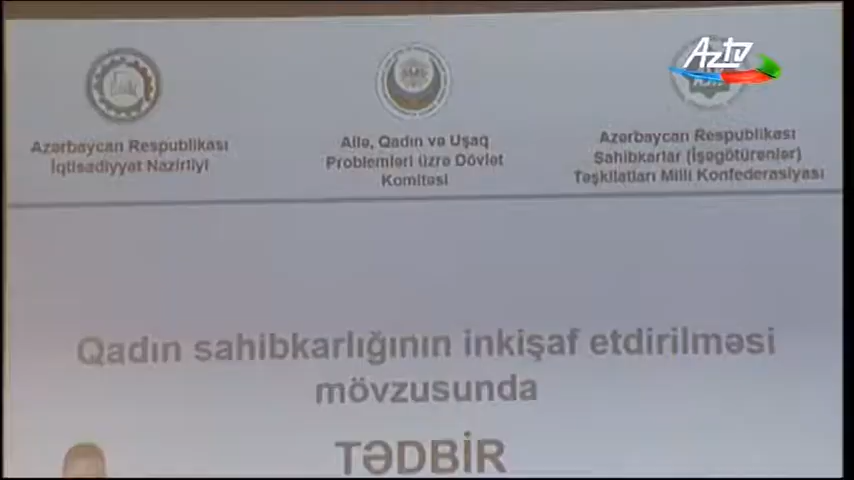 AzTV
Azərbaycan Respublikası
İqtisadiyyat Nazirliyi
Ailə, Qadın və Uşaq
Problemləri üzrə Dövlət
Komitəsi
Azərbaycan Respublikası
Sahibkarlar (İşəgötürənlər)
Təşkilatları Milli Konfederasiyası
Qadın sahibkarlığının inkişaf etdirilməsi
mövzusunda
TƏDBİR